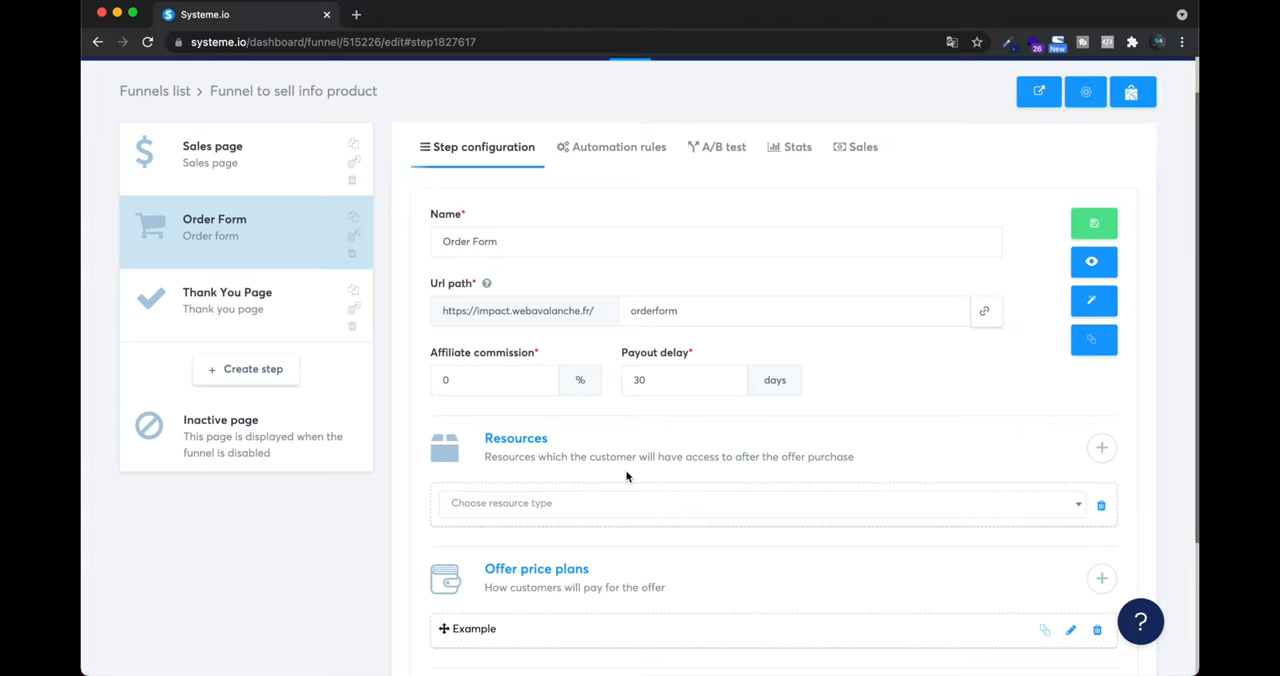 Systeme.io
systeme.io/dashboard/funnel/515226/edit#step1827617
26
New
Funnels list > Funnel to sell info product
Sales page
Sales page
Order Form
Order form
Thank You Page
Thank you page
+ Create step
Inactive page
This page is displayed when the
funnel is disabled
Step configuration Automation rules A/B test Stats Sales
Name*
Order Form
Url path* ?
https://impact.webavalanche.fr/ orderform
Affiliate commission* Payout delay*
0 % 30 days
Resources
Resources which the customer will have access to after the offer purchase
Choose resource type
Offer price plans
How customers will pay for the offer
Example
?